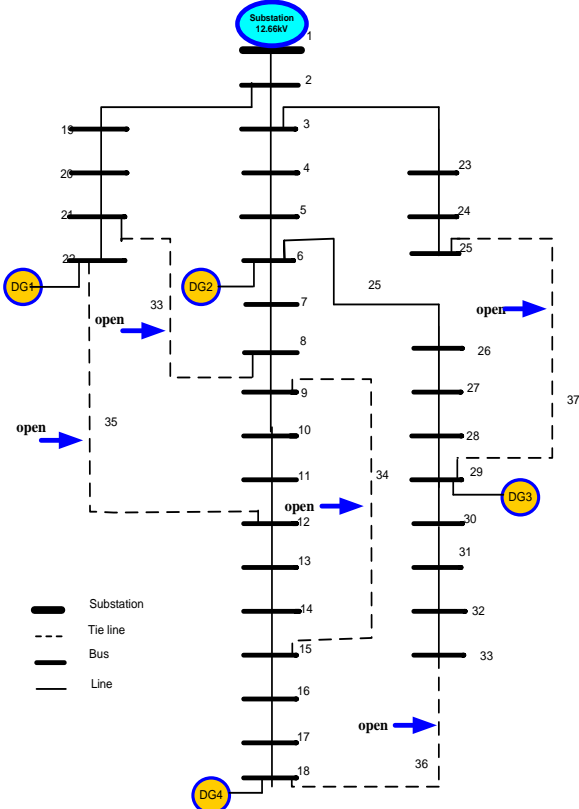 Substation
12.66kV
1
2
19
3
20
4
23
21
5
24
22
6
25
DG1
DG2
25
33
7
open
open
8
26
9
27
37
35
open
10
28
34
11
29
open
DG3
12
30
13
31
Substation
14
32
Tie line
Bus
15
33
Line
16
17
open
18
36
DG4